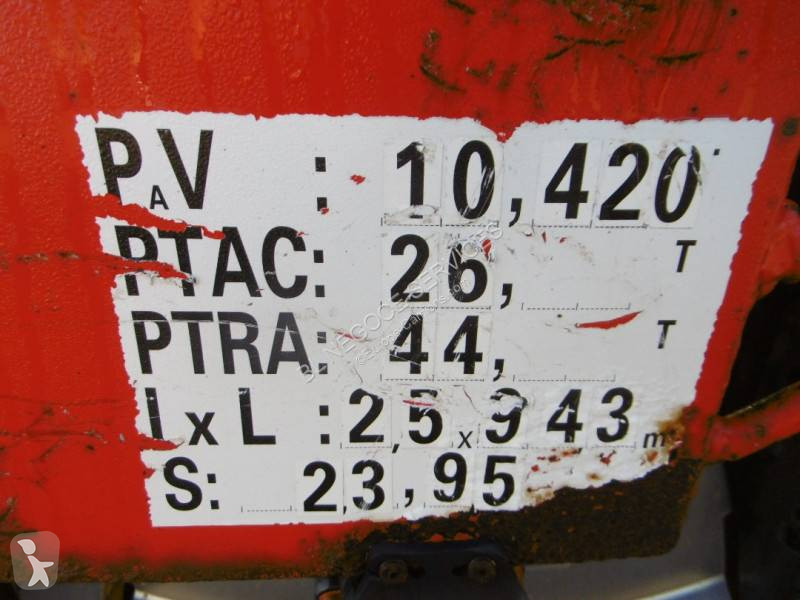 PAV : 10,420
PTAC: 26, T
PTRA: 44, T
l x L : 2,5 x 9 43 m
S: 23,95